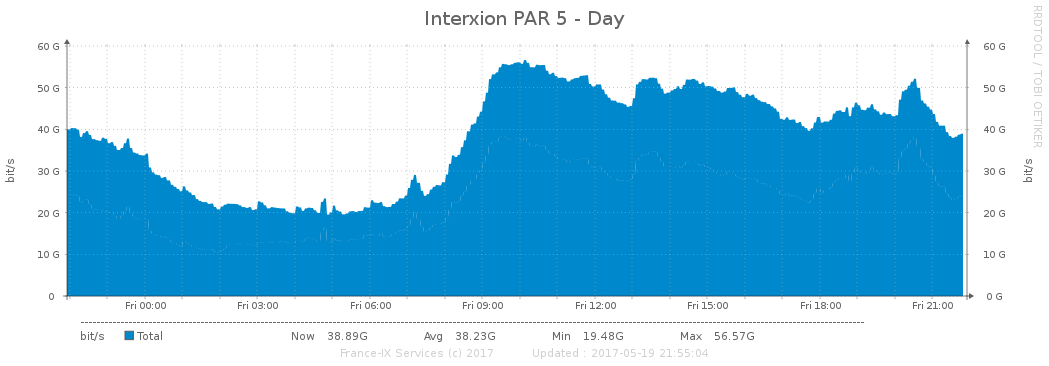 Interxion PAR 5 - Day
RRDTOOL / TOBI OETIKER
60 G 60 G
50 G 50 G
40 G 40 G
30 G 30 G
20 G 20 G
10 G 10 G
0 0 G
bit/s bit/s
Fri 00:00 Fri 03:00 Fri 06:00 Fri 09:00 Fri 12:00 Fri 15:00 Fri 18:00 Fri 21:00
bit/s Total Now 38.89G Avg 38.23G Min 19.48G Max 56.57G
France-IX Services (c) 2017 Updated : 2017-05-19 21:55:04